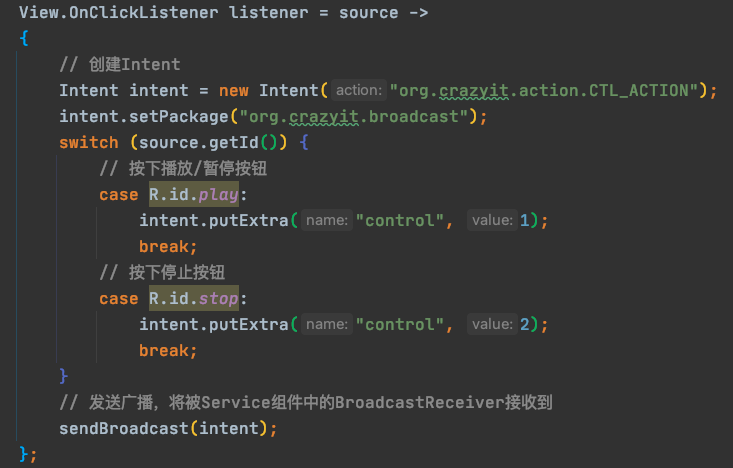 View.OnClickListener listener = source ->
{
// 创建Intent
Intent intent = new Intent( action: "org.crazyit.action.CTL_ACTION");
intent.setPackage("org.crazyit.broadcast");
switch (source.getId()) {
// 按下播放/暂停按钮
case R.id.play:
intent.putExtra( name: "control", value: 1);
break;
// 按下停止按钮
case R.id.stop:
intent.putExtra( name: "control", value: 2);
break;
}
// 发送广播，将被Service组件中的BroadcastReceiver接收到
sendBroadcast(intent);
};